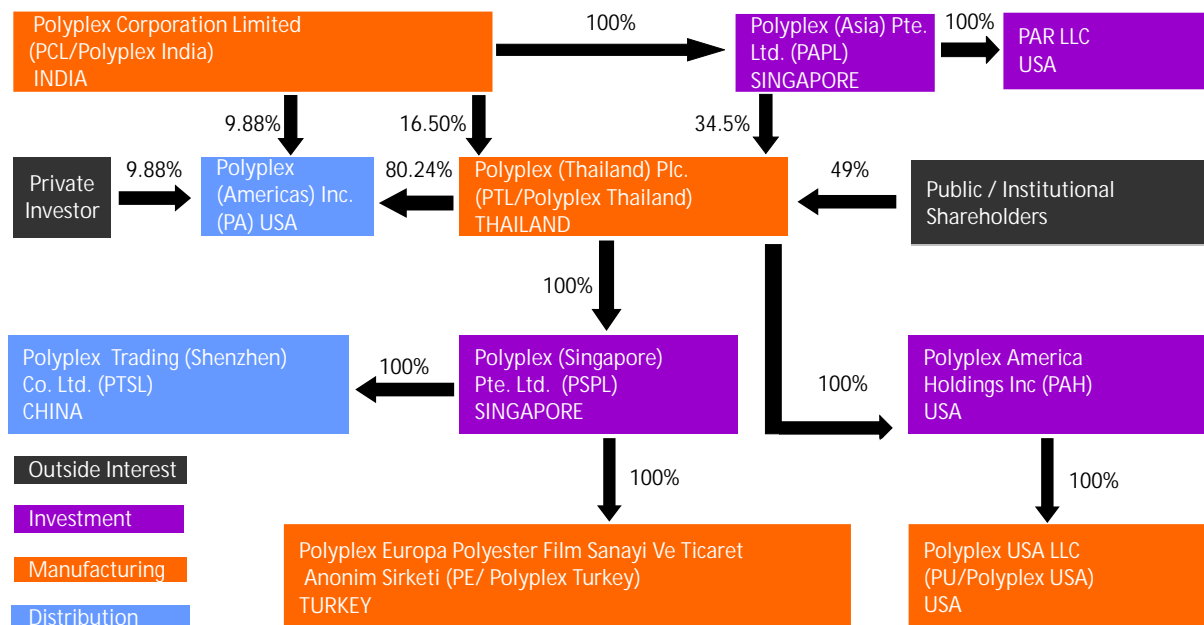 Polyplex Corporation Limited
(PCL/Polyplex India)
INDIA
100%
Polyplex (Asia) Pte.
Ltd. (PAPL)
SINGAPORE
100%
PAR LLC
USA
9.88%
16.50%
34.5%
Private
Investor
9.88%
Polyplex
(Americas) Inc.
(PA) USA
80.24%
Polyplex (Thailand) Plc.
(PTL/Polyplex Thailand)
THAILAND
49%
Public / Institutional
Shareholders
100%
Polyplex Trading (Shenzhen)
Co. Ltd. (PTSL)
CHINA
100%
Polyplex (Singapore)
Pte. Ltd. (PSPL)
SINGAPORE
100%
Polyplex America
Holdings Inc (PAH)
USA
Outside Interest
Investment
Manufacturing
Distribution
100%
100%
Polyplex Europa Polyester Film Sanayi Ve Ticaret
Anonim Sirketi (PE/ Polyplex Turkey)
TURKEY
Polyplex USA LLC
(PU/Polyplex USA)
USA